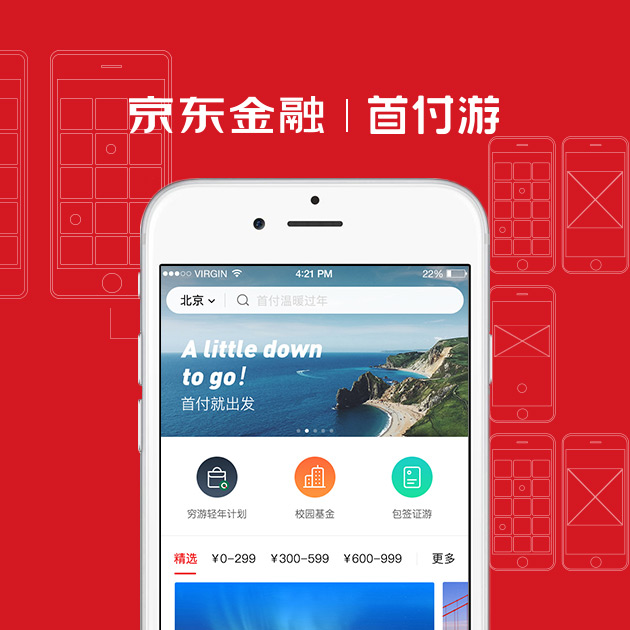 京东金融 | 首付游
VIRGIN 4:21 PM 22%
北京 首付温暖过年
A little down
to go!
首付就出发
穷游轻年计划 校园基金 包签证游
精选 ¥0-299 ¥300-599 ¥600-999 更多